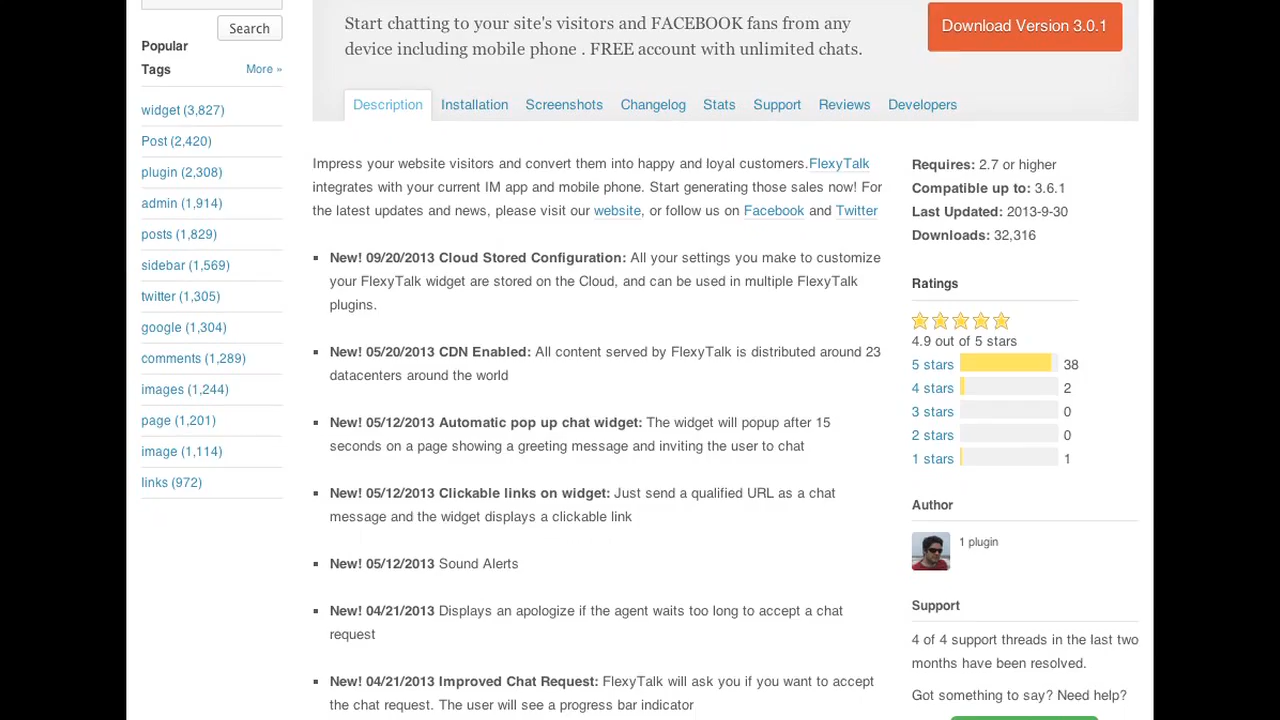 Search
Popular
Tags
More »
widget (3,827)
Post (2,420)
plugin (2,308)
admin (1,914)
posts (1,829)
sidebar (1,569)
twitter (1,305)
google (1,304)
comments (1,289)
images (1,244)
page (1,201)
image (1,114)
links (972)
Start chatting to your site's visitors and FACEBOOK fans from any
device including mobile phone . FREE account with unlimited chats.
Download Version 3.0.1
Description Installation Screenshots Changelog Stats Support Reviews Developers
Impress your website visitors and convert them into happy and loyal customers.FlexyTalk
integrates with your current IM app and mobile phone. Start generating those sales now! For
the latest updates and news, please visit our website, or follow us on Facebook and Twitter
New! 09/20/2013 Cloud Stored Configuration: All your settings you make to customize
your FlexyTalk widget are stored on the Cloud, and can be used in multiple FlexyTalk
plugins.
New! 05/20/2013 CDN Enabled: All content served by FlexyTalk is distributed around 23
datacenters around the world
New! 05/12/2013 Automatic pop up chat widget: The widget will popup after 15
seconds on a page showing a greeting message and inviting the user to chat
New! 05/12/2013 Clickable links on widget: Just send a qualified URL as a chat
message and the widget displays a clickable link
New! 05/12/2013 Sound Alerts
New! 04/21/2013 Displays an apologize if the agent waits too long to accept a chat
request
New! 04/21/2013 Improved Chat Request: FlexyTalk will ask you if you want to accept
the chat request. The user will see a progress bar indicator
Requires: 2.7 or higher
Compatible up to: 3.6.1
Last Updated: 2013-9-30
Downloads: 32,316
Ratings
4.9 out of 5 stars
5 stars 38
4 stars 2
3 stars 0
2 stars 0
1 stars 1
Author
1 plugin
Support
4 of 4 support threads in the last two
months have been resolved.
Got something to say? Need help?